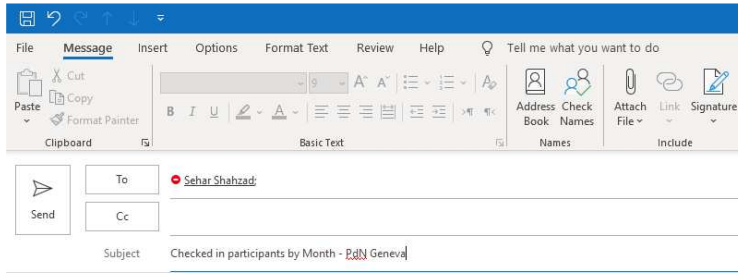 File Message Insert Options Format Text Review Help Tell me what you want to do
Paste
Cut
Copy
Format Painter
Clipboard
9
A A
B I U A
Basic Text
Address Book
Check Names
Names
Attach File
Link
Signature
Include
Send
To Sehar Shahzad;
Cc
Subject Checked in participants by Month - PdN Geneva